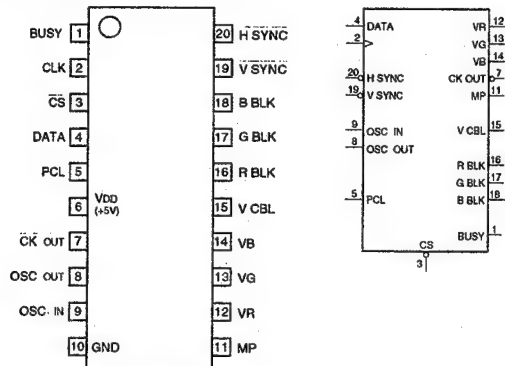 BUSY 1
CLK 2
C̅S̅ 3
DATA 4
PCL 5
6 VDD
(+5V)
C̅K̅ OUT 7
OSC OUT 8
OSC IN 9
10 GND
20 H̅ S̅Y̅N̅C̅
19 V̅ S̅Y̅N̅C̅
18 B BLK
17 G BLK
16 R BLK
15 V CBL
14 VB
13 VG
12 VR
11 MP
4 DATA
2
20 H SYNC
19 V SYNC
9 OSC IN
8 OSC OUT
5 PCL
VR 12
VG 13
VB 14
CK OUT 7
MP 11
V CBL 15
R BLK 16
G BLK 17
B BLK 18
BUSY 1
CS
3